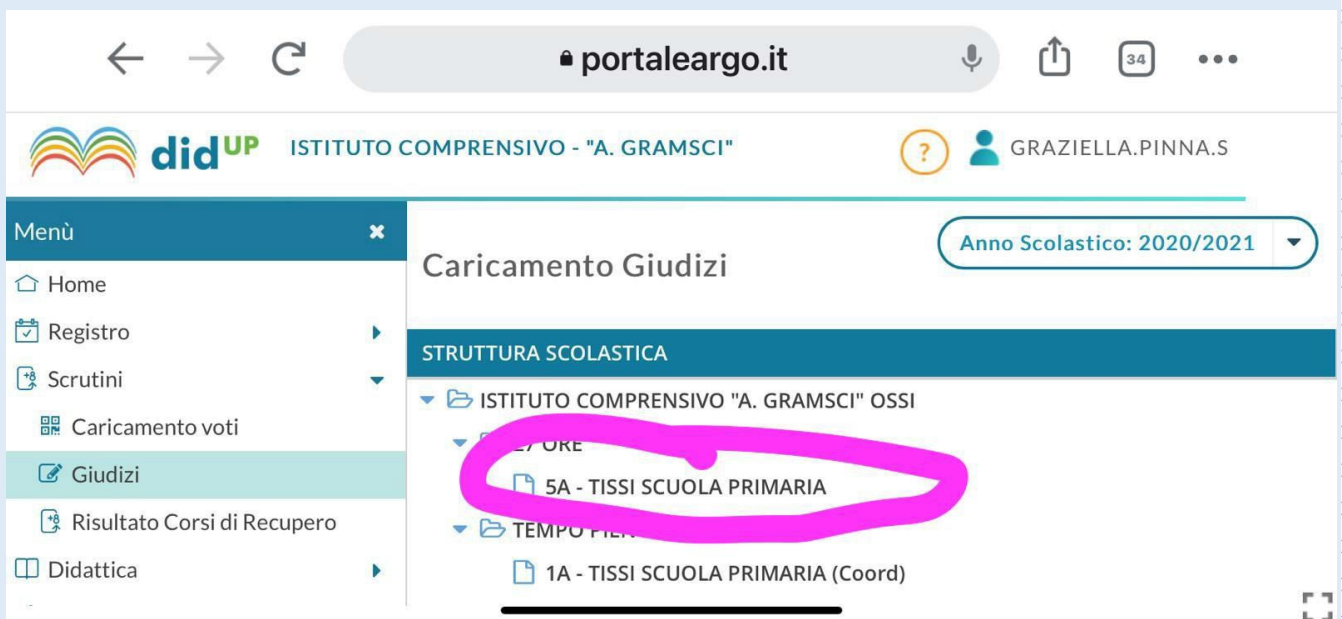 portaleargo.it
34
didUP
ISTITUTO COMPRENSIVO - "A. GRAMSCI"
?
GRAZIELLA.PINNA.S
Menù
Anno Scolastico: 2020/2021
Caricamento Giudizi
Home
Registro
STRUTTURA SCOLASTICA
Scrutini
ISTITUTO COMPRENSIVO "A. GRAMSCI" OSSI
Caricamento voti
ORE
Giudizi
5A - TISSI SCUOLA PRIMARIA
Risultato Corsi di Recupero
TEMPO
Didattica
1A - TISSI SCUOLA PRIMARIA (Coord)